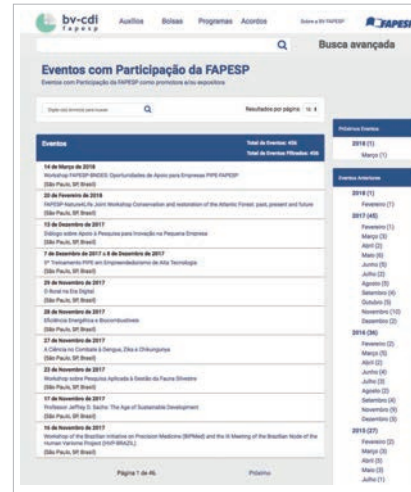 bv-cdi
fapesp
Auxílios Bolsas Programas Acordos
Sobre a BV FAPESP
FAPESP
Busca avançada
Eventos com Participação da FAPESP
Eventos com Participação da FAPESP como promotora e/ou expositora
Resultados por página 10
Eventos
Total de Eventos: 456
Total de Eventos Filtrados: 456
14 de Março de 2018
Workshop FAPESP-BNDES: Oportunidades de Apoio para Empresas PIPE-FAPESP
(São Paulo, SP, Brasil)
20 de Fevereiro de 2018
FAPESP-Nature4Life Joint Workshop Conservation and restoration of the Atlantic Forest: past, present and future
(São Paulo, SP, Brasil)
13 de Dezembro de 2017
Diálogo sobre Apoio à Pesquisa para Inovação na Pequena Empresa
(São Paulo, SP, Brasil)
7 de Dezembro de 2017 a 8 de Dezembro de 2017
5º Treinamento PIPE em Empreendedorismo de Alta Tecnologia
(São Paulo, SP, Brasil)
29 de Novembro de 2017
O Rural na Era Digital
(São Paulo, SP, Brasil)
28 de Novembro de 2017
Eficiência Energética e Biocombustíveis
(São Paulo, SP, Brasil)
27 de Novembro de 2017
A Ciência no Combate à Dengue, Zika e Chikungunya
(São Paulo, SP, Brasil)
23 de Novembro de 2017
Workshop sobre Pesquisa Aplicada à Gestão da Fauna Silvestre
(São Paulo, SP, Brasil)
17 de Novembro de 2017
Professor Jeffrey D. Sachs: The Age of Sustainable Development
(São Paulo, SP, Brasil)
16 de Novembro de 2017
Workshop of the Brazilian Initiative on Precision Medicine (BIPMed) and the III Meeting of the Brazilian Node of the
Human Variome Project (HVP-BRAZIL)
(São Paulo, SP, Brasil)
Página 1 de 46.
Próximo
Próximos Eventos
2018 (1)
Março (1)
Eventos Anteriores
2018 (1)
Fevereiro (1)
2017 (45)
Fevereiro (1)
Março (3)
Abril (2)
Maio (6)
Junho (5)
Julho (2)
Agosto (5)
Setembro (4)
Outubro (5)
Novembro (10)
Dezembro (2)
2016 (36)
Fevereiro (2)
Março (5)
Abril (2)
Junho (4)
Julho (3)
Agosto (2)
Setembro (4)
Novembro (9)
Dezembro (5)
2015 (27)
Fevereiro (2)
Março (3)
Abril (5)
Maio (3)
Julho (1)